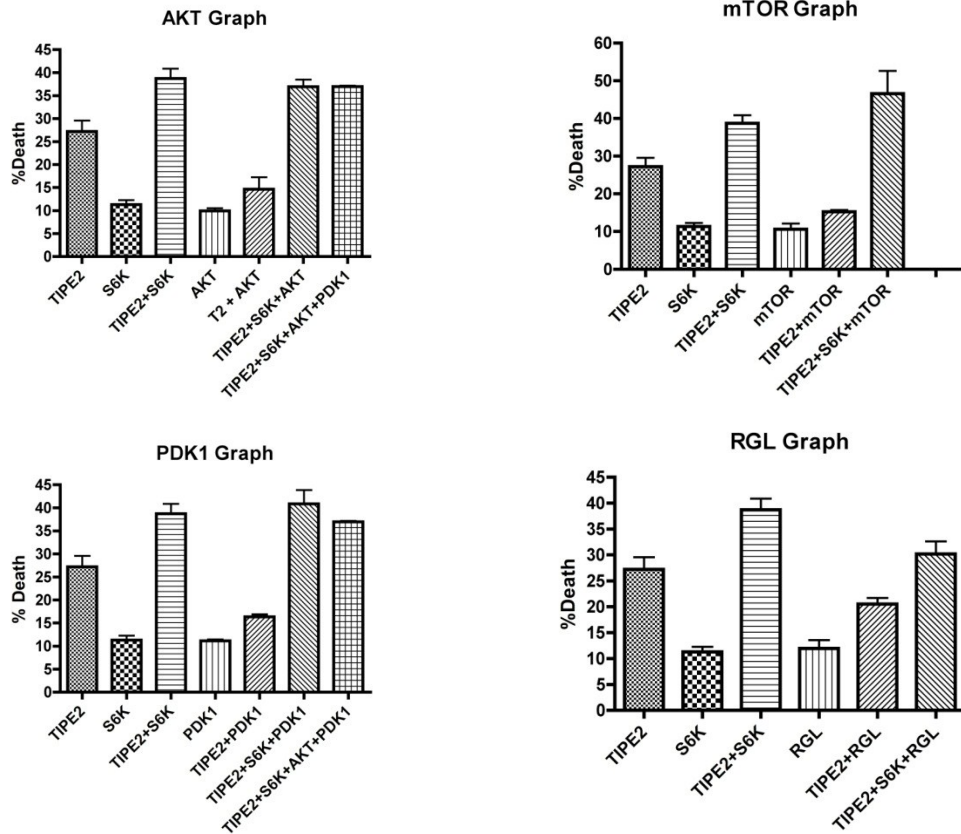 AKT Graph
%Death
45
40
35
30
25
20
15
10
5
0
TIPE2
S6K
TIPE2+S6K
AKT
T2 + AKT
TIPE2+S6K+AKT
TIPE2+S6K+AKT+PDK1
mTOR Graph
%Death
60
50
40
30
20
10
0
TIPE2
S6K
TIPE2+S6K
mTOR
TIPE2+mTOR
TIPE2+S6K+mTOR
PDK1 Graph
% Death
45
40
35
30
25
20
15
10
5
0
TIPE2
S6K
TIPE2+S6K
PDK1
TIPE2+PDK1
TIPE2+S6K+PDK1
TIPE2+S6K+AKT+PDK1
RGL Graph
%Death
45
40
35
30
25
20
15
10
5
0
TIPE2
S6K
TIPE2+S6K
RGL
TIPE2+RGL
TIPE2+S6K+RGL